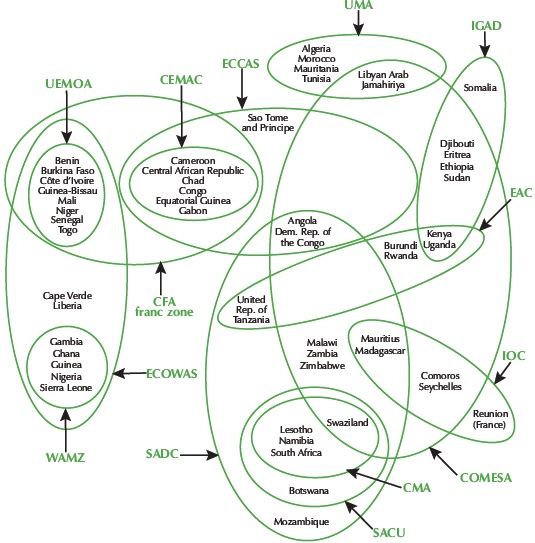 UMA
IGAD
Algeria
Morocco
Mauritania
Tunisia
Libyan Arab
Jamahiriya
ECCAS
CEMAC
UEMOA
Somalia
Sao Tome
and Principe
Djibouti
Eritrea
Ethiopia
Sudan
Benin
Burkina Faso
Côte d'Ivoire
Guinea-Bissau
Mali
Niger
Senegal
Togo
Cameroon
Central African Republic
Chad
Congo
Equatorial Guinea
Gabon
EAC
Angola
Dem. Rep. of
the Congo
Kenya
Uganda
Burundi
Rwanda
CFA
franc zone
Cape Verde
Liberia
United
Rep. of
Tanzania
Gambia
Ghana
Guinea
Nigeria
Sierra Leone
Malawi
Zambia
Zimbabwe
Mauritius
Madagascar
IOC
ECOWAS
Comoros
Seychelles
Reunion
(France)
Swaziland
Lesotho
Namibia
South Africa
WAMZ
SADC
COMESA
CMA
Botswana
Mozambique
SACU